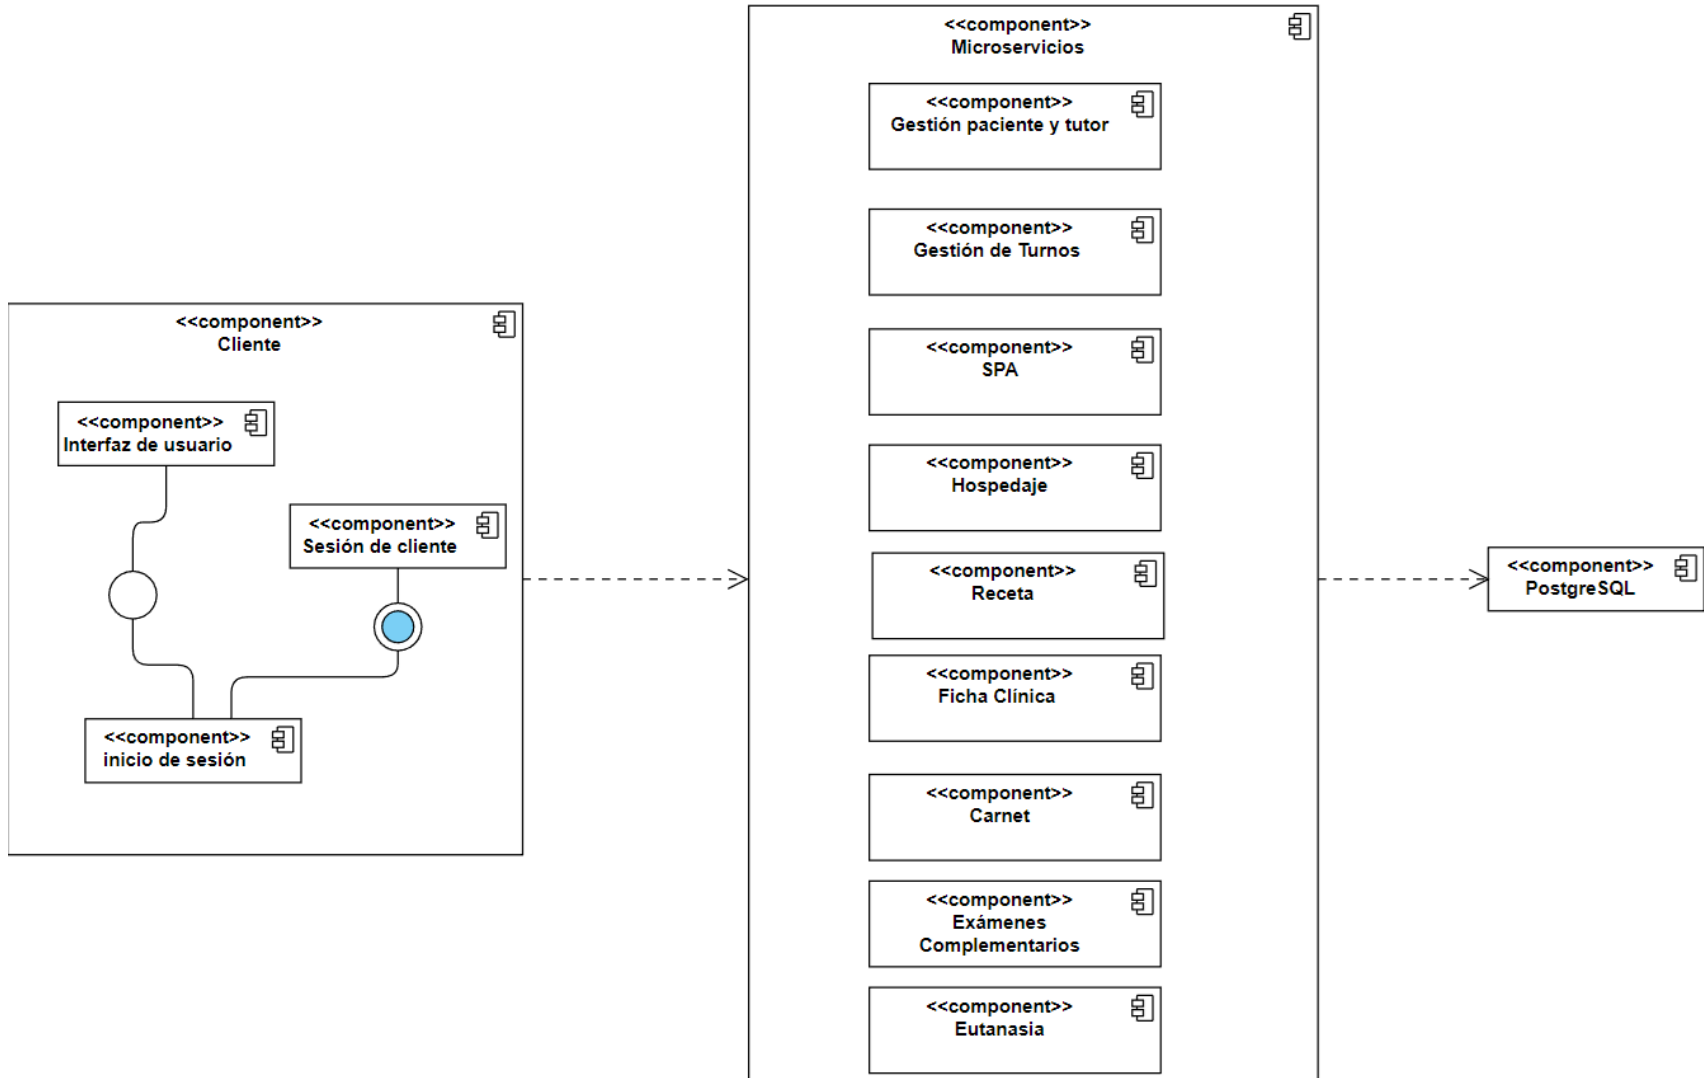 <<component>>
Cliente
<<component>>
Interfaz de usuario
<<component>>
Sesión de cliente
<<component>>
inicio de sesión
<<component>>
Microservicios
<<component>>
Gestión paciente y tutor
<<component>>
Gestión de Turnos
<<component>>
SPA
<<component>>
Hospedaje
<<component>>
Receta
<<component>>
Ficha Clínica
<<component>>
Carnet
<<component>>
Exámenes
Complementarios
<<component>>
Eutanasia
<<component>>
PostgreSQL